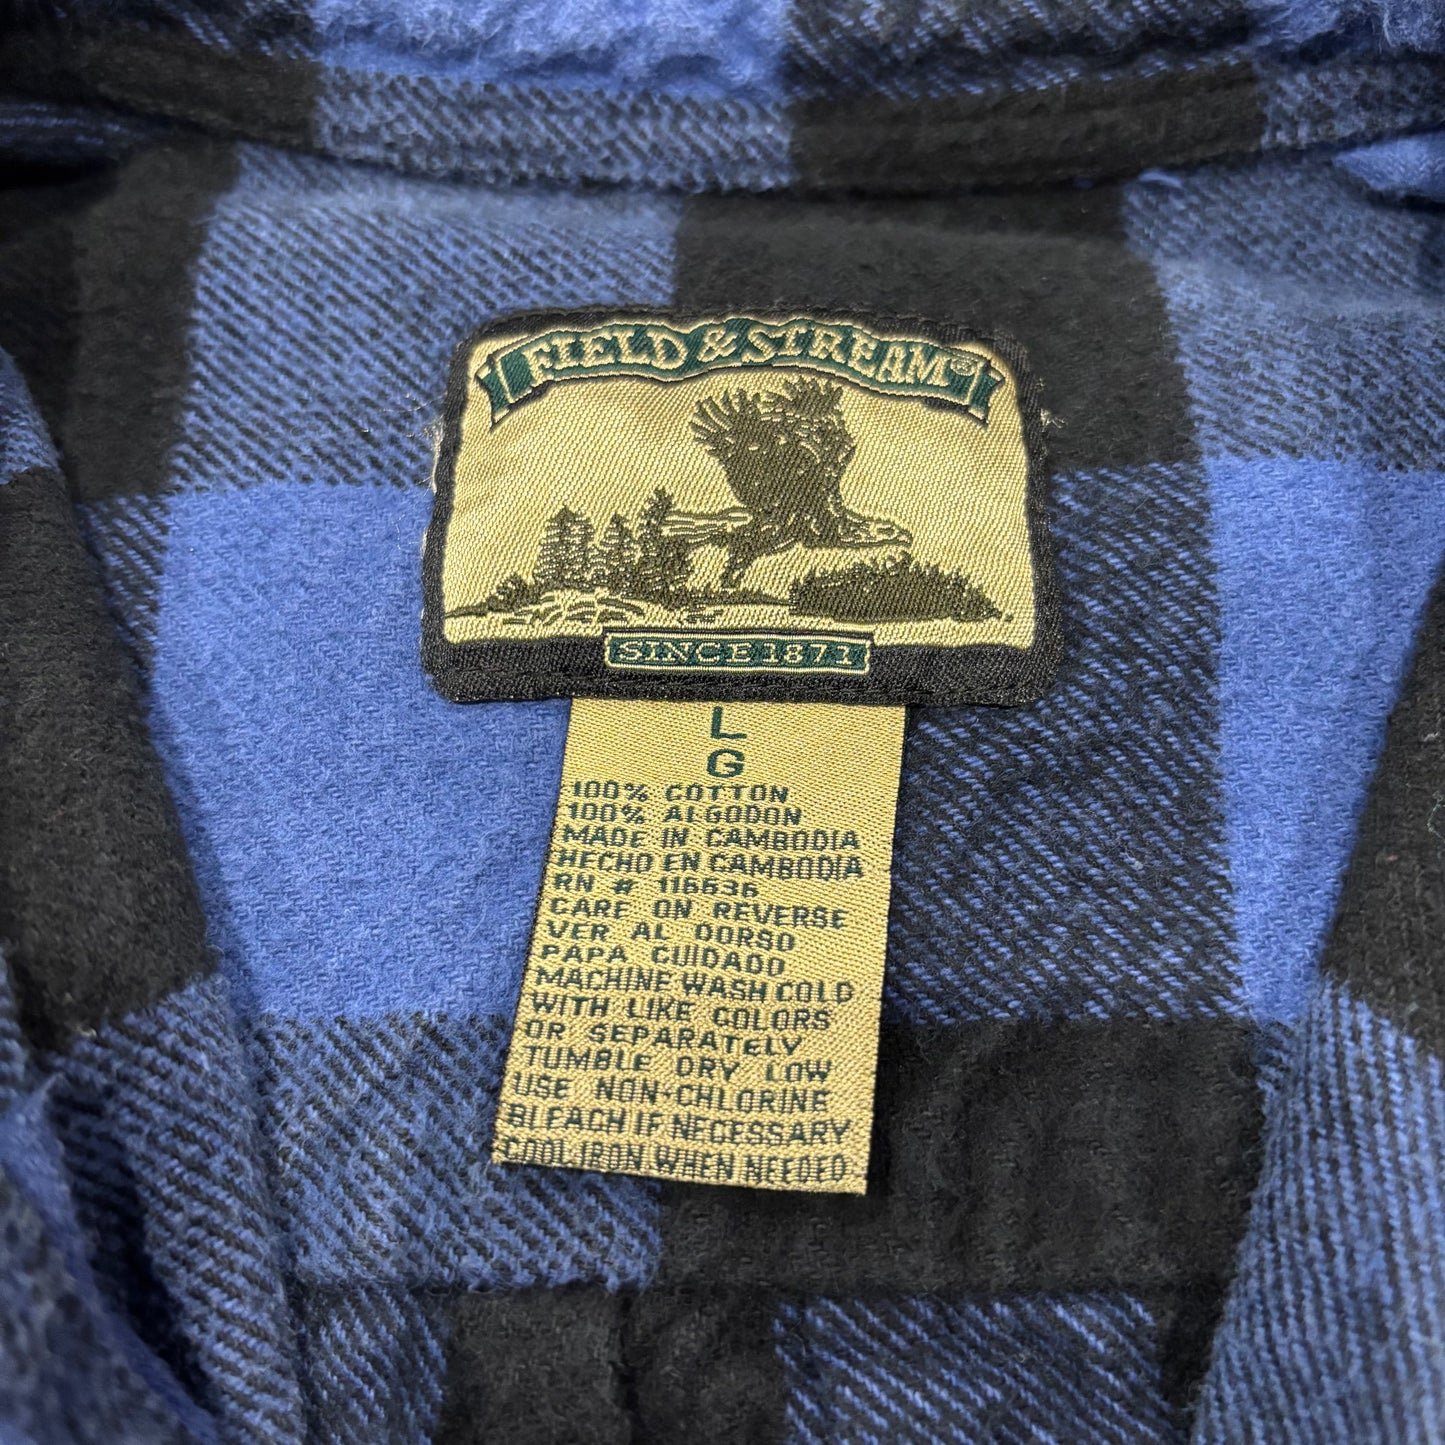 FIELD & STREAM®
SINCE 1871
L
G
100% COTTON
100% ALGODON
MADE IN CAMBODIA
HECHO EN CAMBODIA
RN # 116636
CARE ON REVERSE
VER AL DORSO
PAPA CUIDADO
MACHINE WASH COLD
WITH LIKE COLORS
OR SEPARATELY
TUMBLE DRY LOW
USE NON-CHLORINE
BLEACH IF NECESSARY
COOL IRON WHEN NEEDED